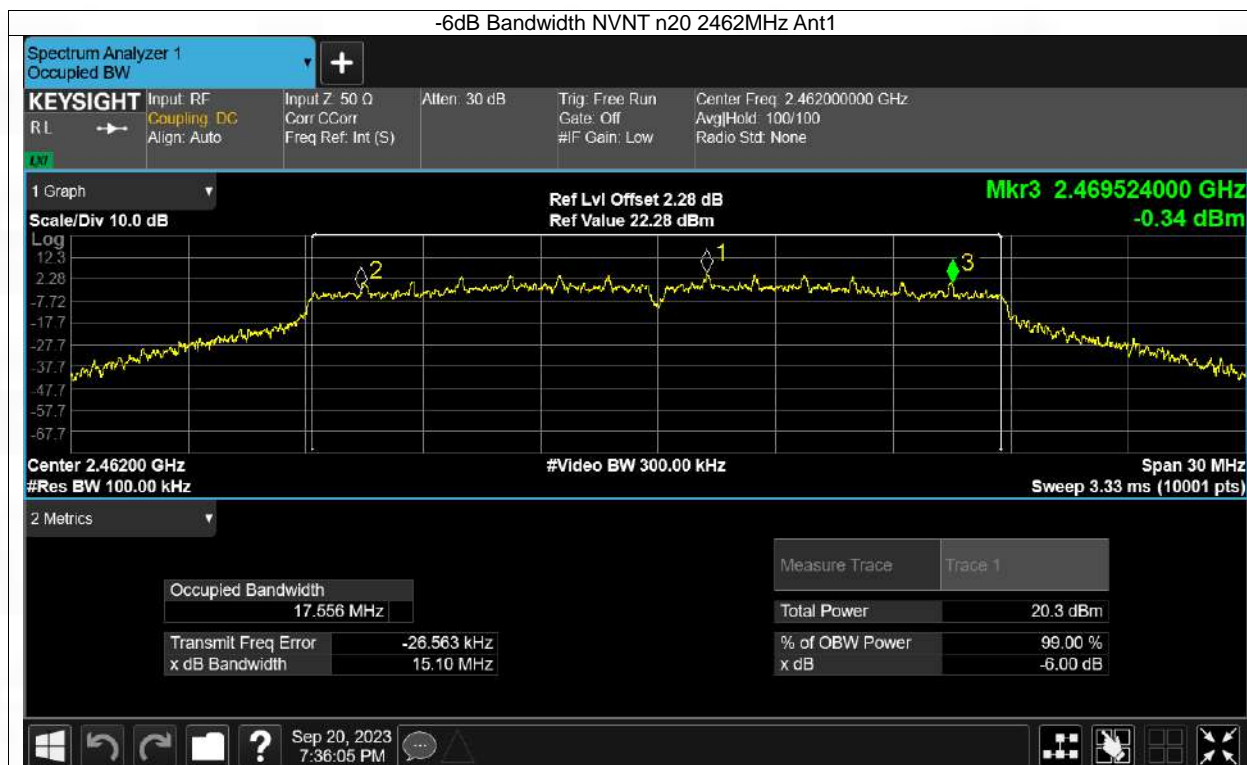 -6dB Bandwidth NVNT n20 2462MHz Ant1
Spectrum Analyzer 1
Occupied BW
+
KEYSIGHT
RL
LXI
Input: RF
Coupling: DC
Align: Auto
Input Z: 50 Ω
Corr CCorr
Freq Ref: Int (S)
Atten: 30 dB
Trig: Free Run
Gate: Off
#IF Gain: Low
Center Freq: 2.462000000 GHz
Avg|Hold: 100/100
Radio Std: None
1 Graph
Scale/Div 10.0 dB
Ref Lvl Offset 2.28 dB
Ref Value 22.28 dBm
Mkr3 2.469524000 GHz
-0.34 dBm
Log
12.3
2.28
-7.72
-17.7
-27.7
-37.7
-47.7
-57.7
-67.7
2
1
3
Center 2.46200 GHz
#Res BW 100.00 kHz
#Video BW 300.00 kHz
Span 30 MHz
Sweep 3.33 ms (10001 pts)
2 Metrics
Measure Trace Trace 1
Occupied Bandwidth
17.556 MHz
Total Power 20.3 dBm
Transmit Freq Error -26.563 kHz
% of OBW Power 99.00 %
x dB Bandwidth 15.10 MHz
x dB -6.00 dB
?
Sep 20, 2023
7:36:05 PM